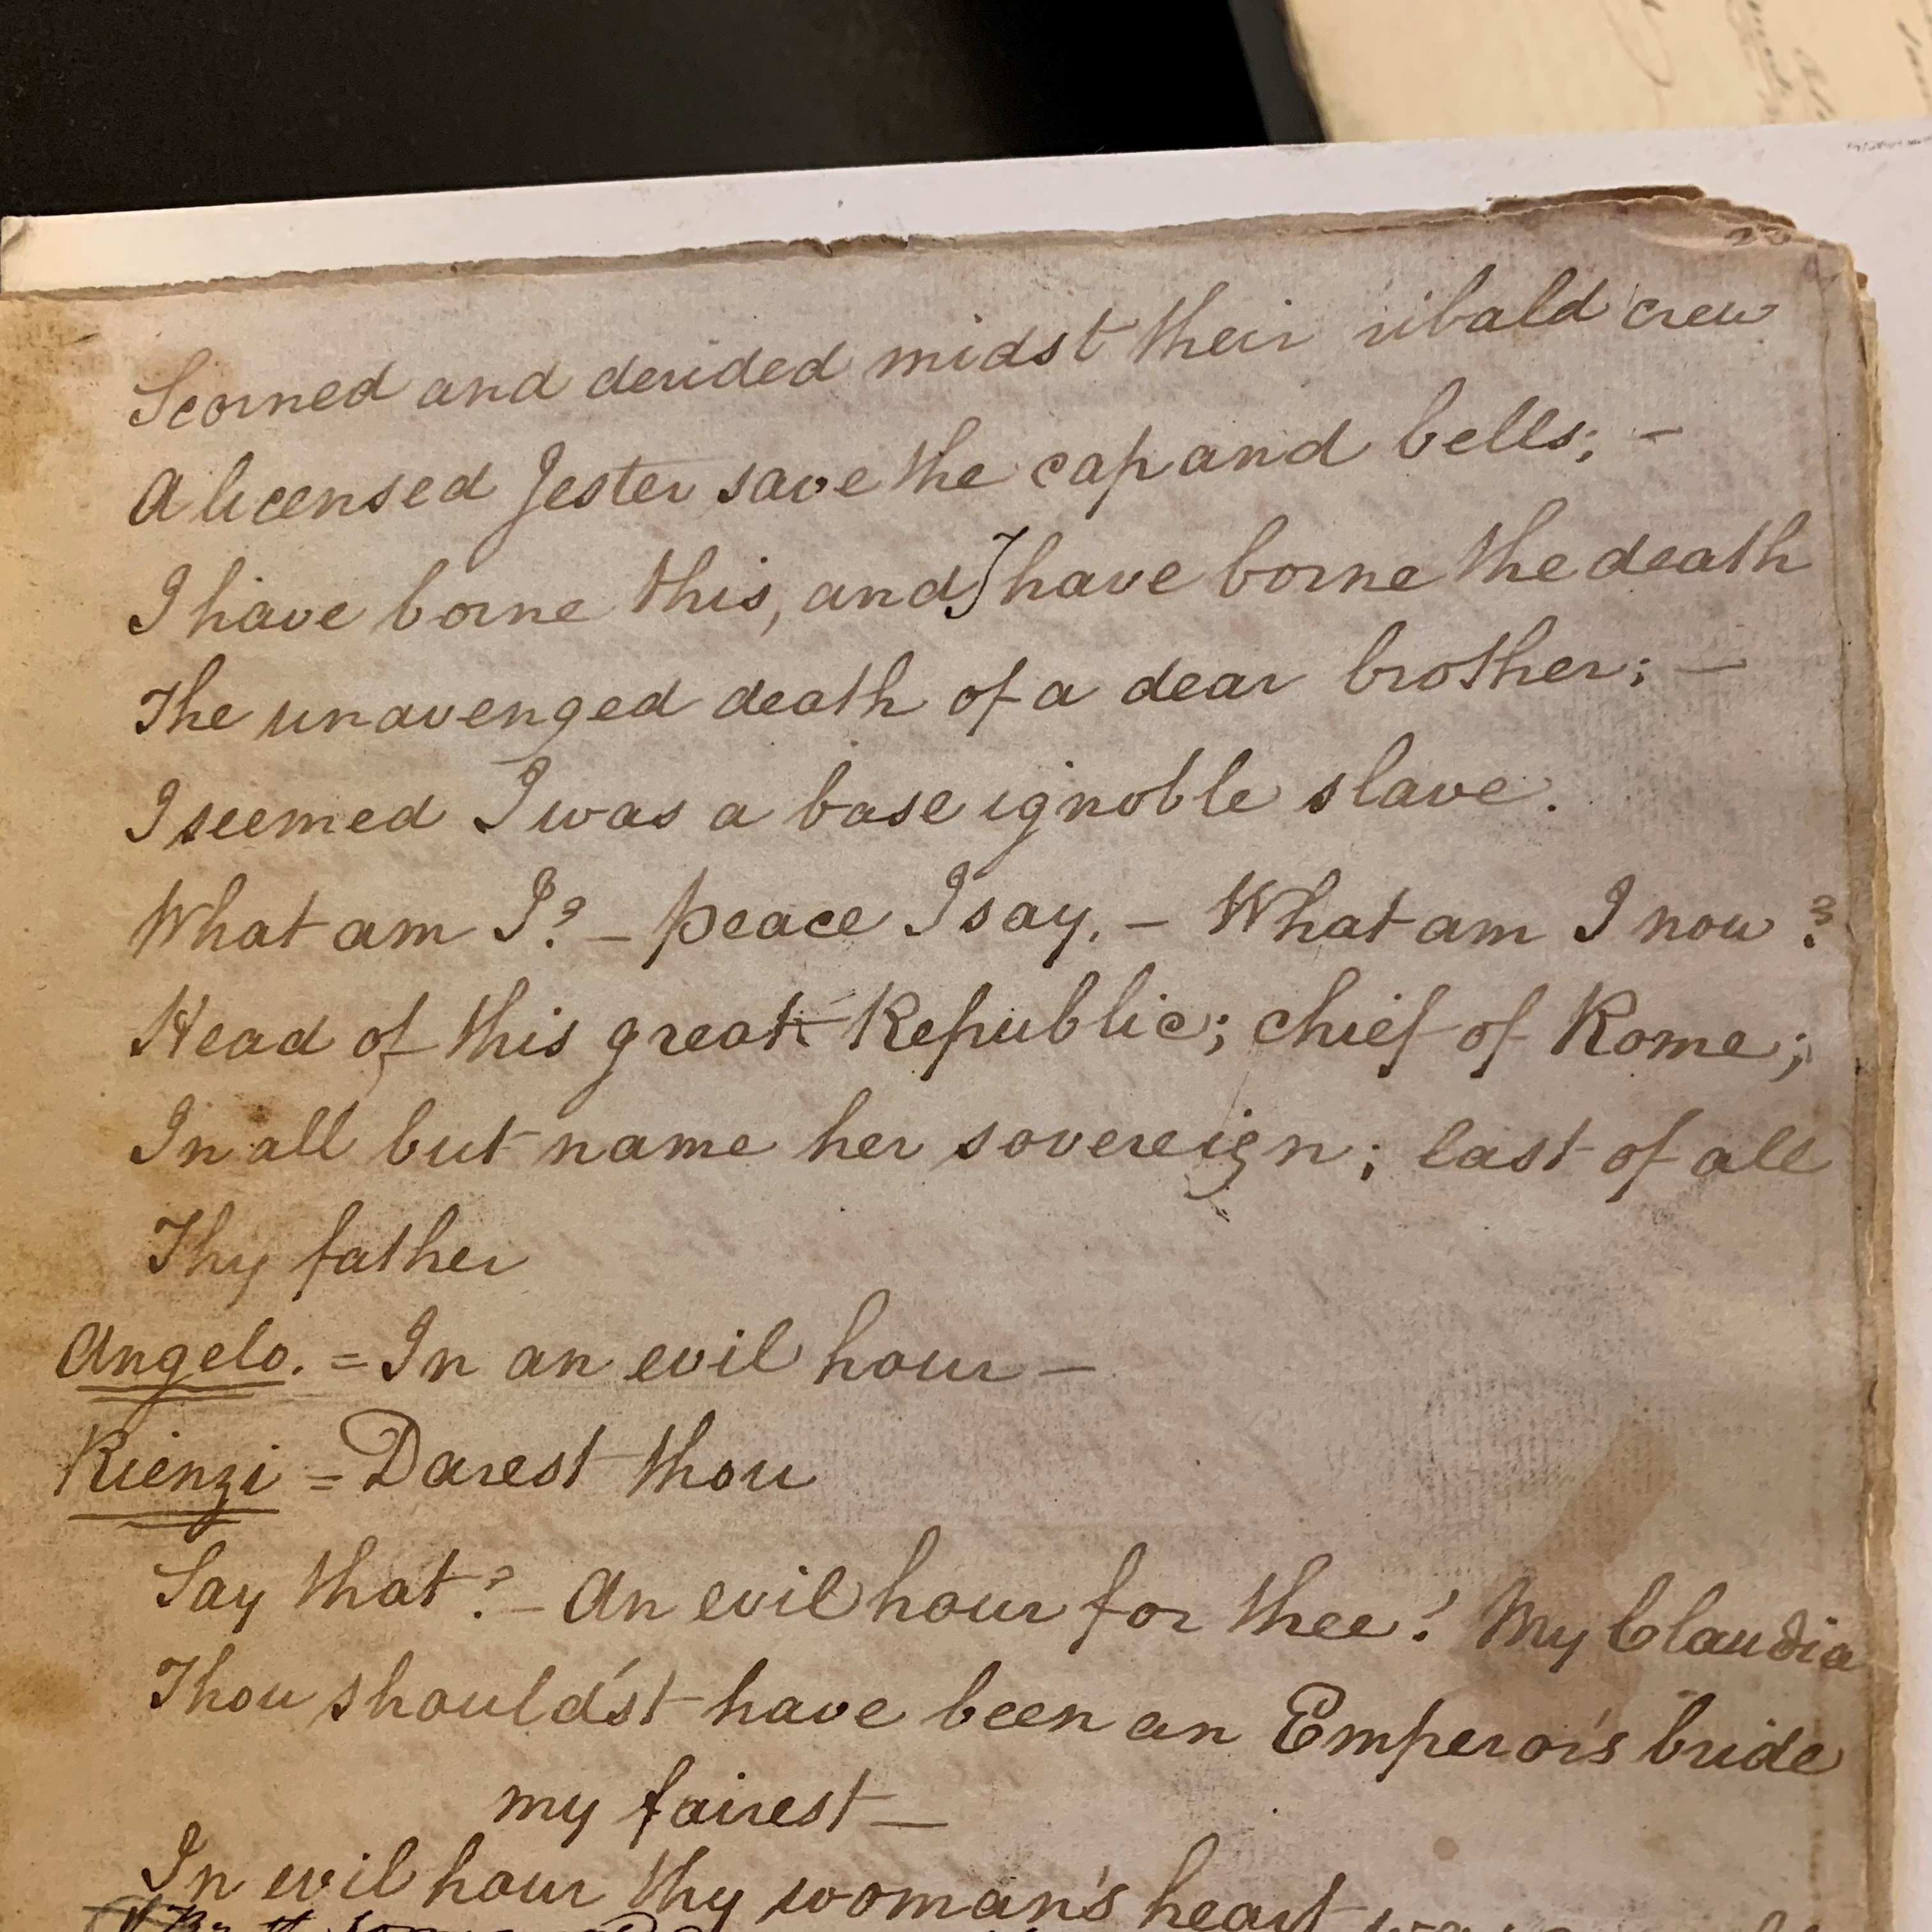 22
Scorned and derided midst their ribald crew
A licensed Jester save the cap and bells; –
I have borne this, and I have borne the death
The unavenged death of a dear brother; –
I seemed I was a base ignoble slave.
What am I? – peace I say. – What am I now?
Head of this great Republic; chief of Rome;
In all but name her sovereign; last of all
Thy father
Angelo. = In an evil hour –
Rienzi = Darest thou
Say that? – An evil hour for thee! My Claudia
Thou should'st have been an Emperor's bride
my fairest –
In evil hour thy woman's heart was